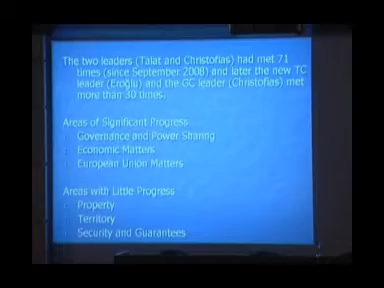 The two leaders (Talat and Christofias) had met 71
times (since September 2008) and later the new TC
leader (Eroğlu) and the GC leader (Christofias) met
more than 30 times.
Areas of Significant Progress
Governance and Power Sharing
Economic Matters
European Union Matters
Areas with Little Progress
Property
Territory
Security and Guarantees